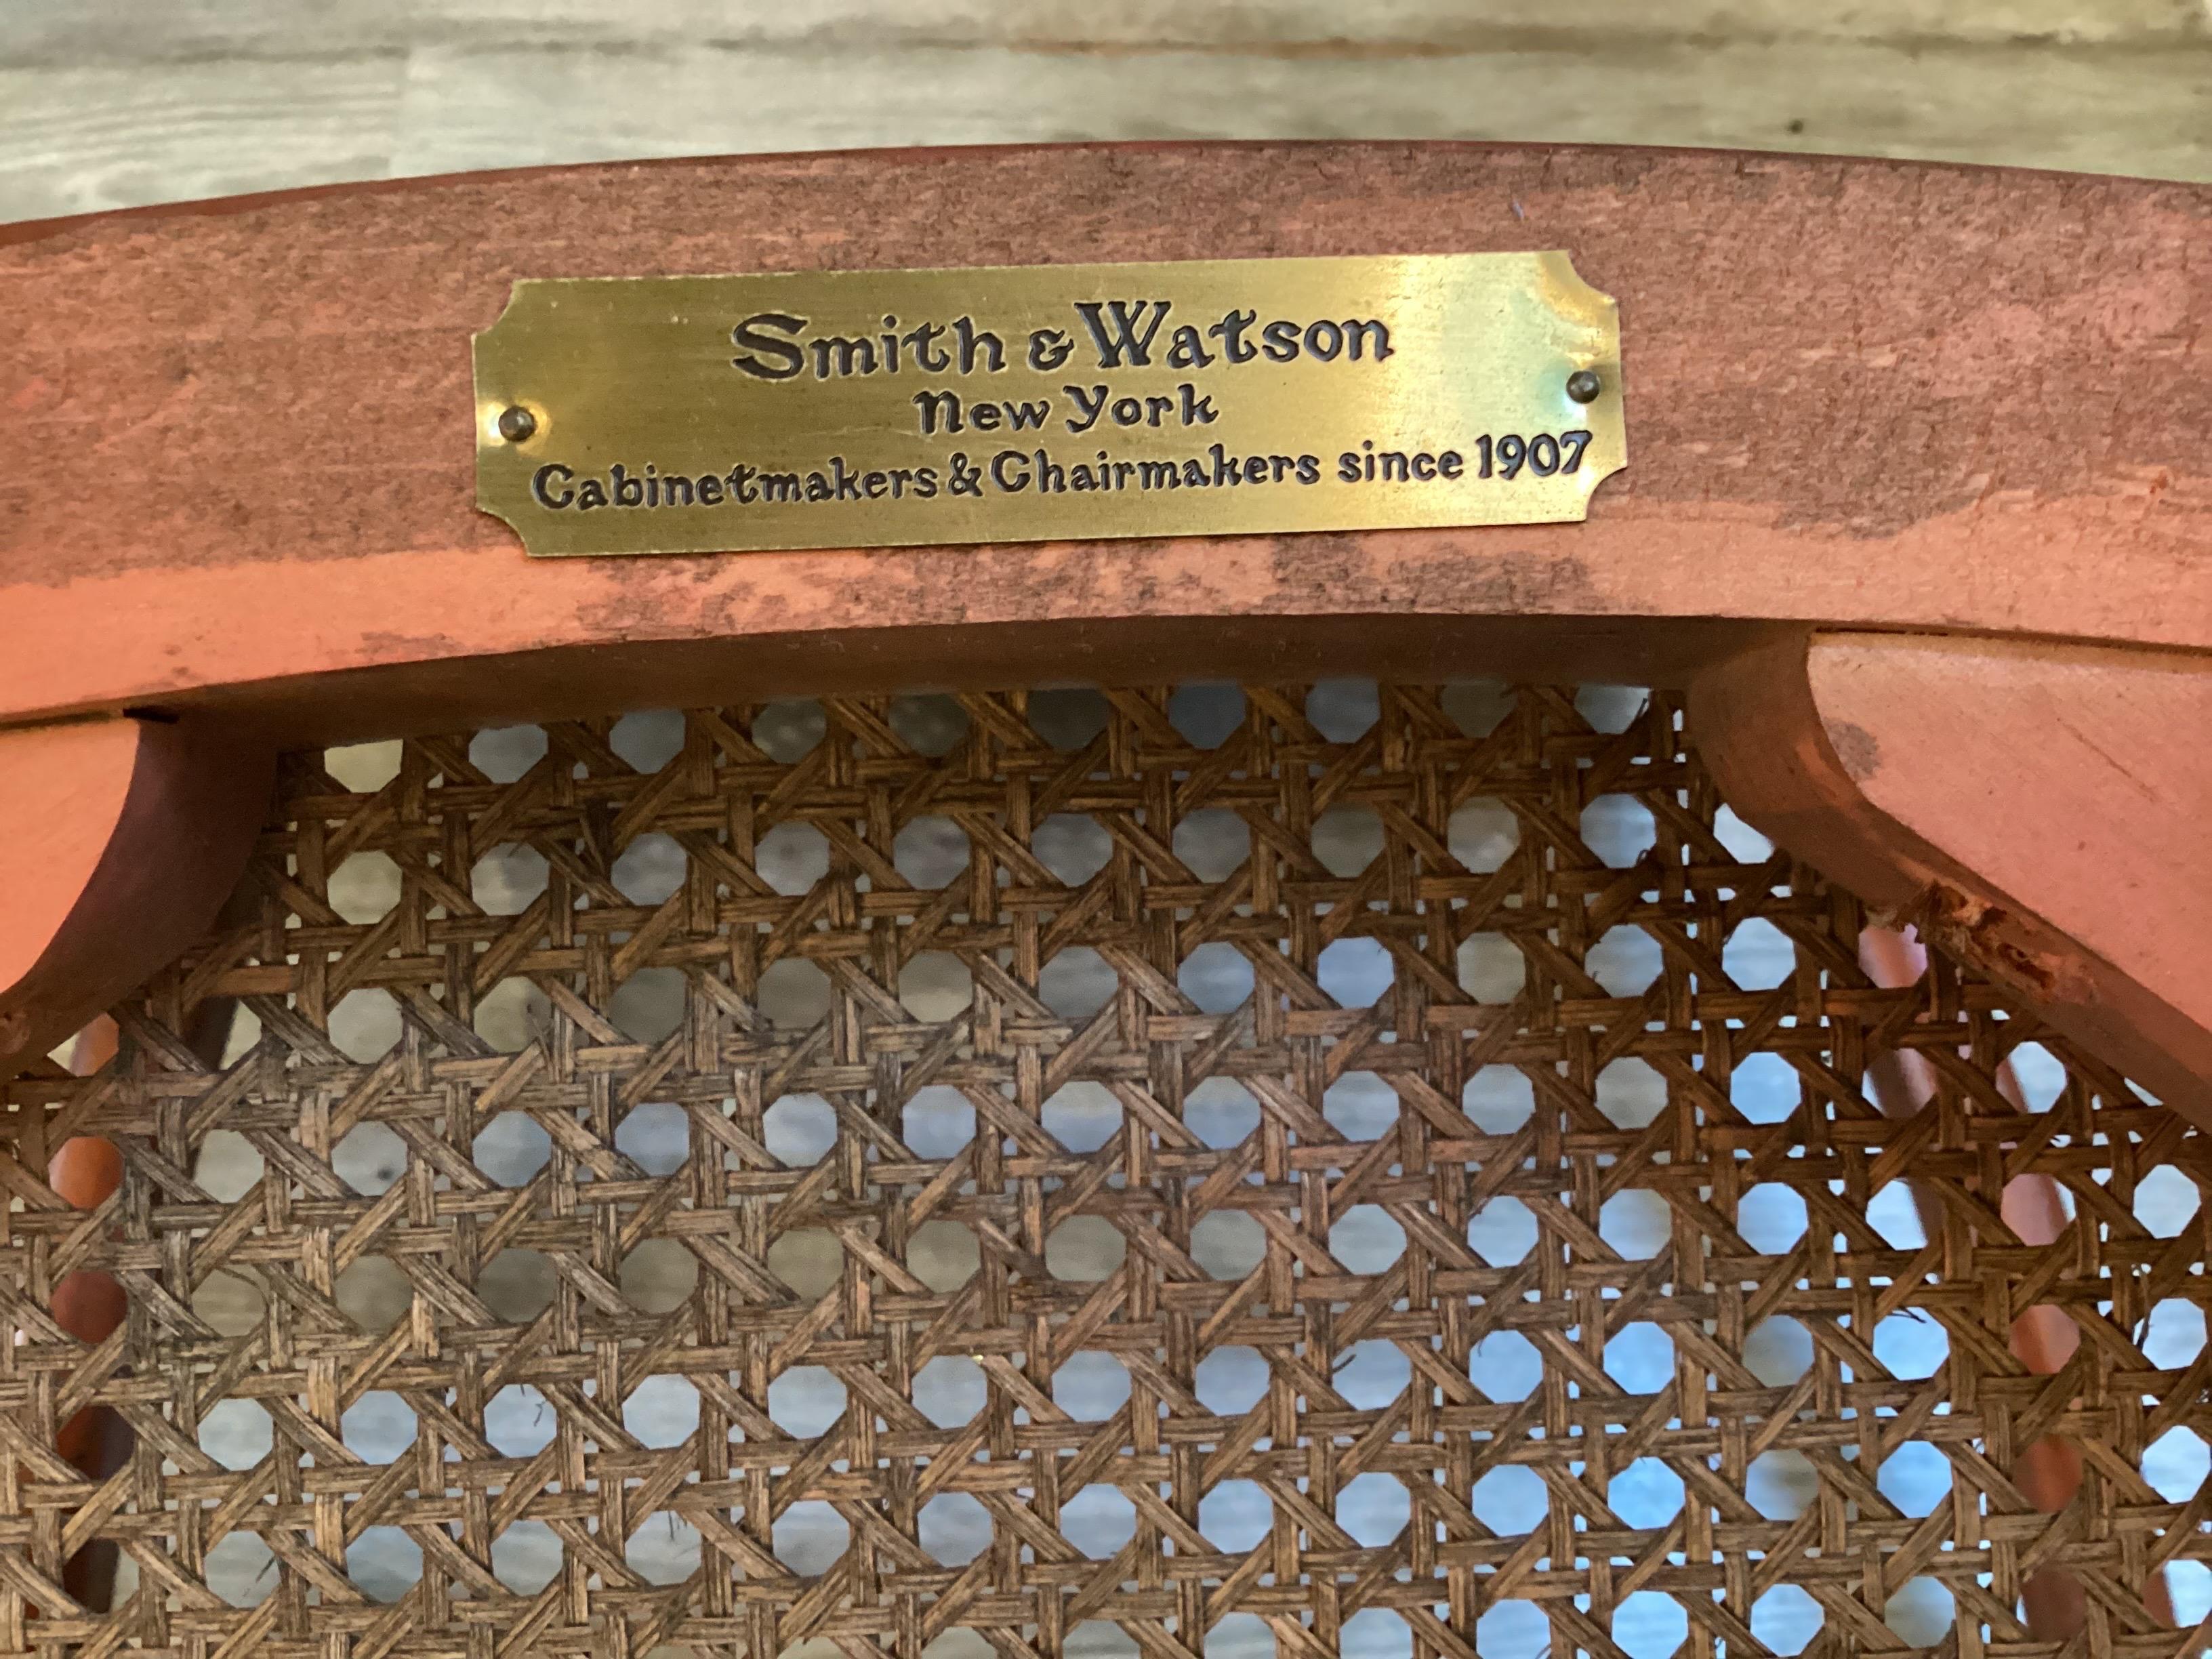 Smith & Watson
New York
Cabinetmakers & Chairmakers since 1907